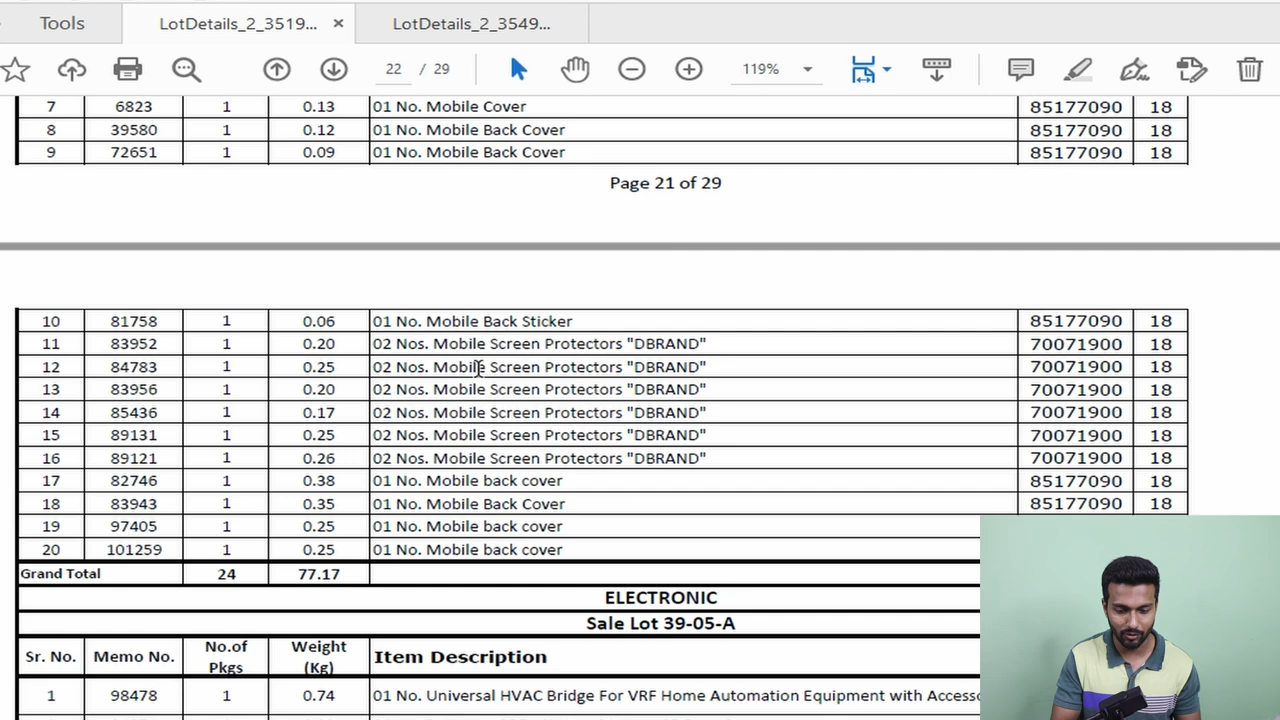 Tools LotDetails_2_3519... × LotDetails_2_3549...
22 / 29 119%
7 6823 1 0.13 01 No. Mobile Cover 85177090 18
8 39580 1 0.12 01 No. Mobile Back Cover 85177090 18
9 72651 1 0.09 01 No. Mobile Back Cover 85177090 18
Page 21 of 29
10 81758 1 0.06 01 No. Mobile Back Sticker 85177090 18
11 83952 1 0.20 02 Nos. Mobile Screen Protectors "DBRAND" 70071900 18
12 84783 1 0.25 02 Nos. Mobile Screen Protectors "DBRAND" 70071900 18
13 83956 1 0.20 02 Nos. Mobile Screen Protectors "DBRAND" 70071900 18
14 85436 1 0.17 02 Nos. Mobile Screen Protectors "DBRAND" 70071900 18
15 89131 1 0.25 02 Nos. Mobile Screen Protectors "DBRAND" 70071900 18
16 89121 1 0.26 02 Nos. Mobile Screen Protectors "DBRAND" 70071900 18
17 82746 1 0.38 01 No. Mobile back cover 85177090 18
18 83943 1 0.35 01 No. Mobile Back Cover 85177090 18
19 97405 1 0.25 01 No. Mobile back cover
20 101259 1 0.25 01 No. Mobile back cover
Grand Total 24 77.17
ELECTRONIC
Sale Lot 39-05-A
Sr. No. Memo No. No.of Pkgs Weight (Kg) Item Description
1 98478 1 0.74 01 No. Universal HVAC Bridge For VRF Home Automation Equipment with